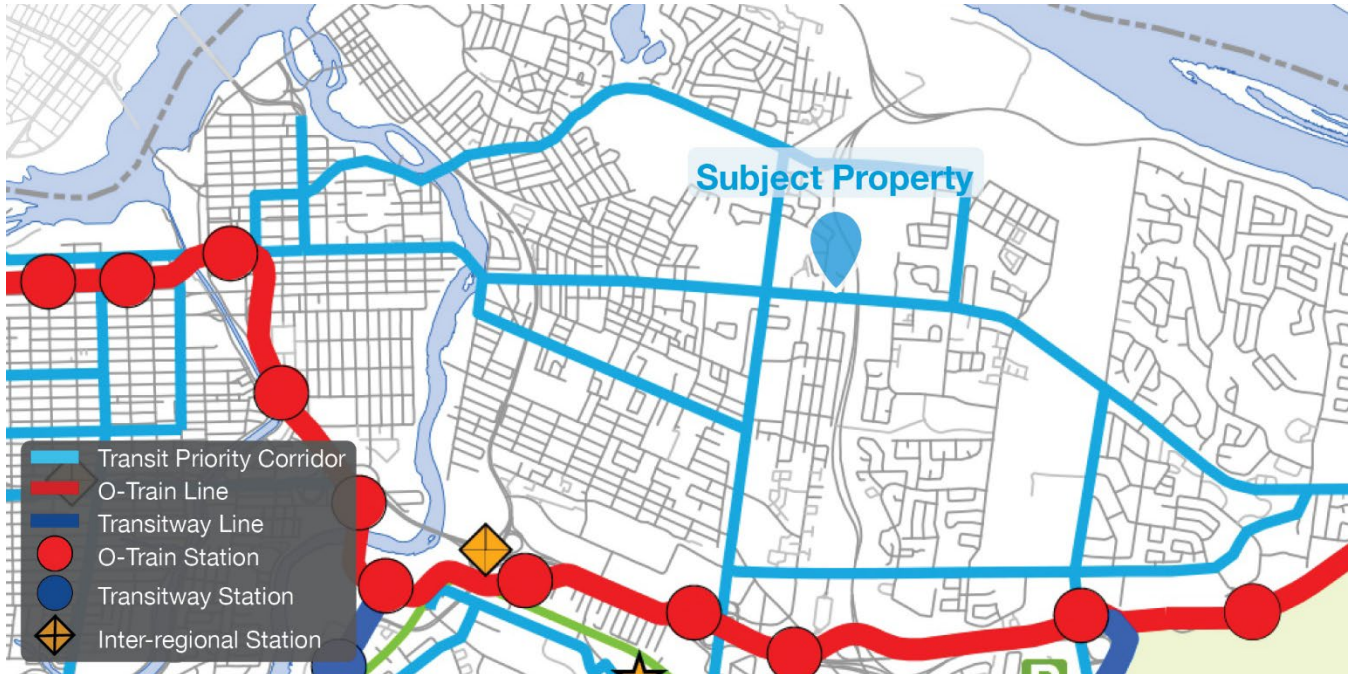 Subject Property
Transit Priority Corridor
O-Train Line
Transitway Line
O-Train Station
Transitway Station
Inter-regional Station